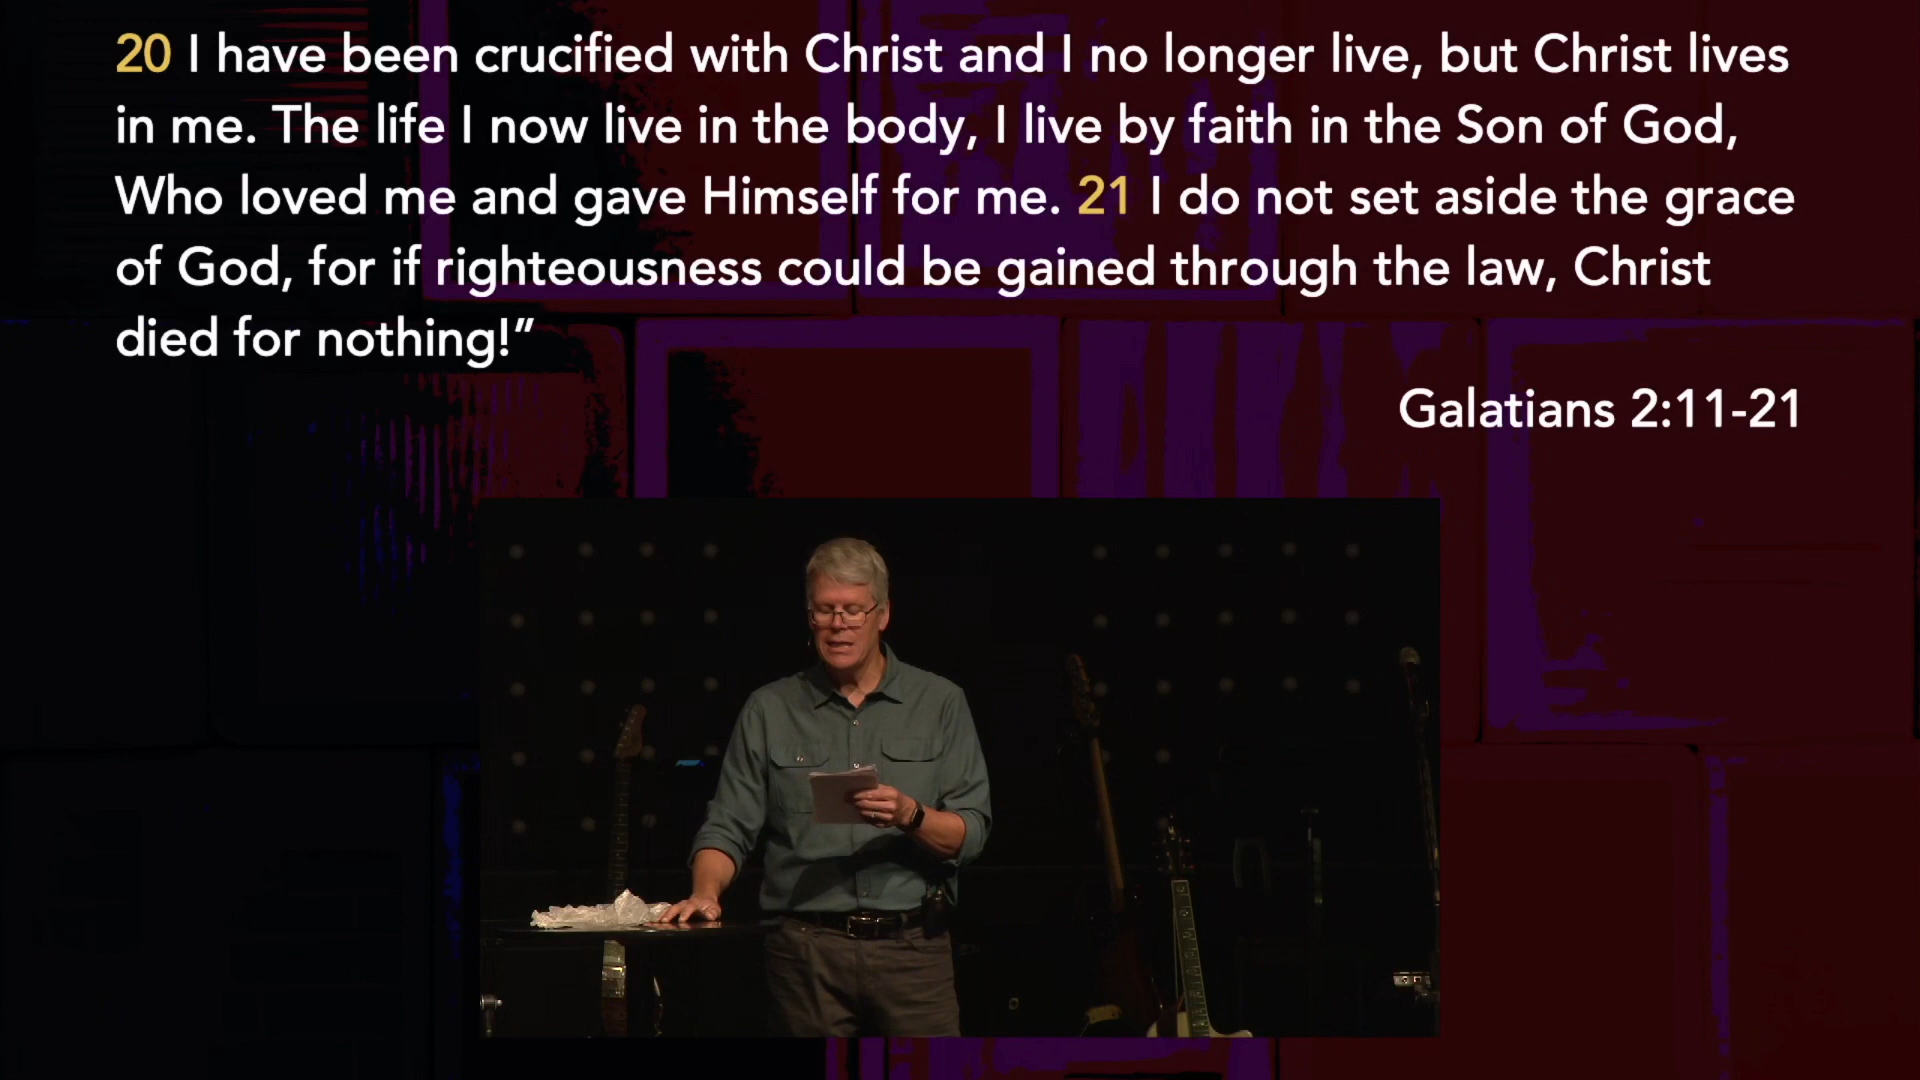 20 I have been crucified with Christ and I no longer live, but Christ lives
in me. The life I now live in the body, I live by faith in the Son of God,
Who loved me and gave Himself for me. 21 I do not set aside the grace
of God, for if righteousness could be gained through the law, Christ
died for nothing!”
Galatians 2:11-21